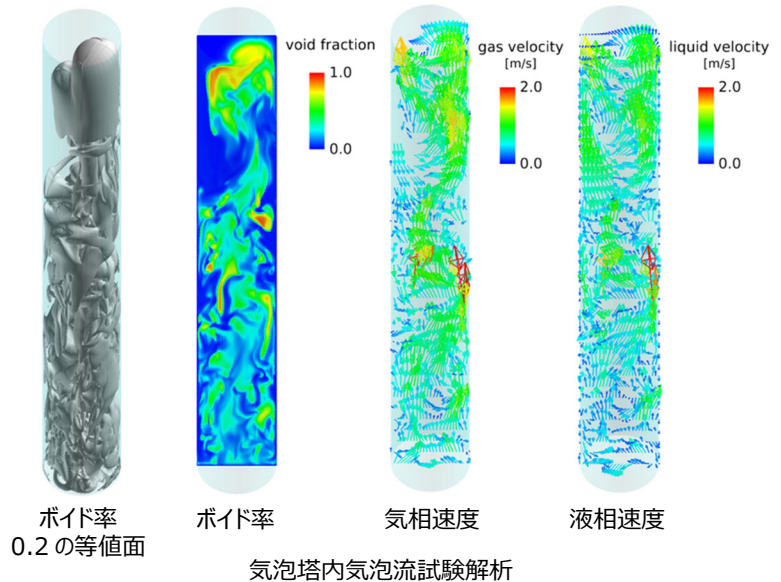 void fraction
1.0
0.0
gas velocity
[m/s]
2.0
0.0
liquid velocity
[m/s]
2.0
0.0
ボイド率
0.2 の等値面
ボイド率
気相速度
液相速度
気泡塔内気泡流試験解析